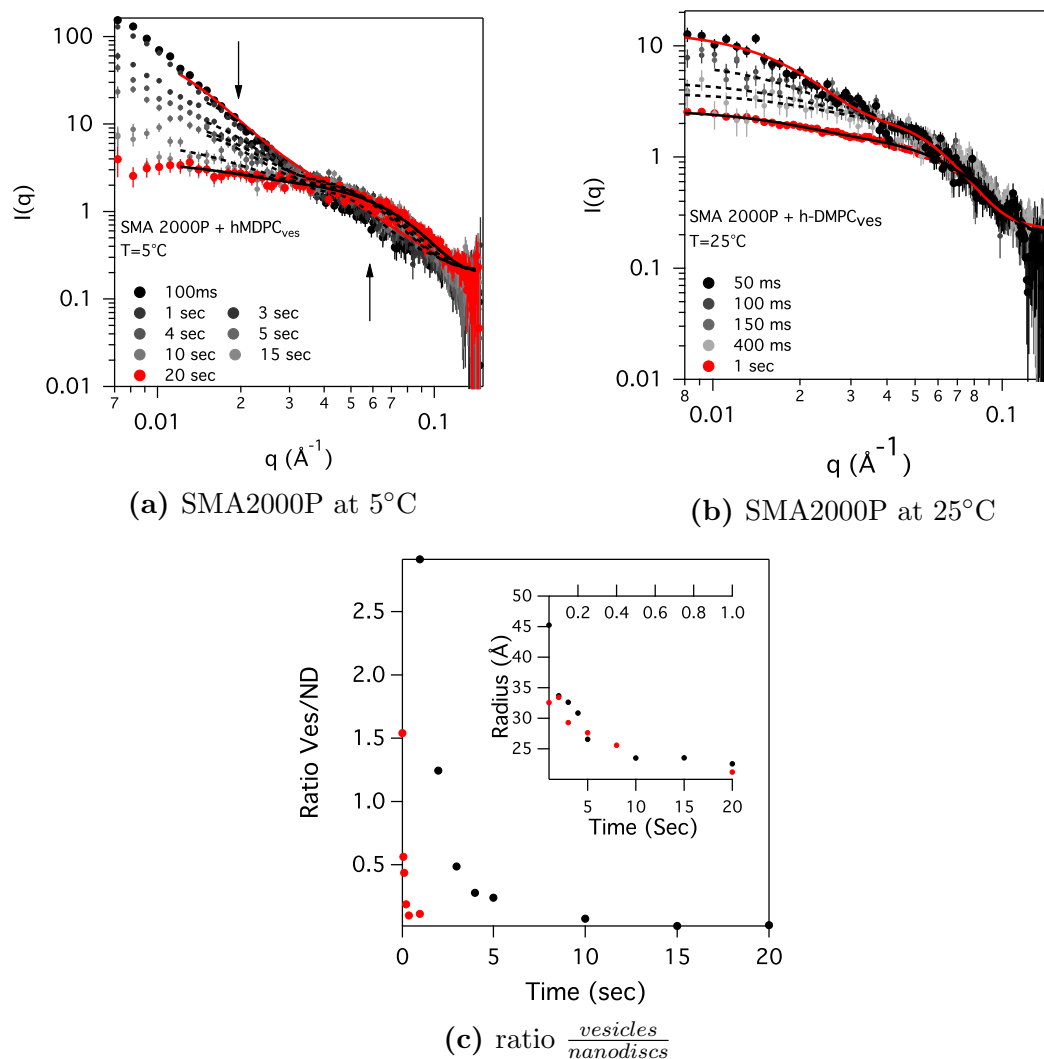 100
10
1
0.1
0.01
I(q)
SMA 2000P + hMDPCves
T=5°C
100ms
1 sec 3 sec
4 sec 5 sec
10 sec 15 sec
20 sec
7 2 3 4 5 6 7
0.01 0.1
q (Å⁻¹)
(a) SMA2000P at 5°C
10
1
0.1
0.01
I(q)
SMA 2000P + h-DMPCves
T=25°C
50 ms
100 ms
150 ms
400 ms
1 sec
8 2 3 4 5 6 7 8
0.01 0.1
q (Å⁻¹)
(b) SMA2000P at 25°C
2.5
2.0
1.5
1.0
0.5
Ratio Ves/ND
0 5 10 15 20
Time (sec)
0.2 0.4 0.6 0.8 1.0
50
45
40
35
30
25
Radius (Å)
5 10 15 20
Time (Sec)
(c) ratio vesicles/nanodiscs